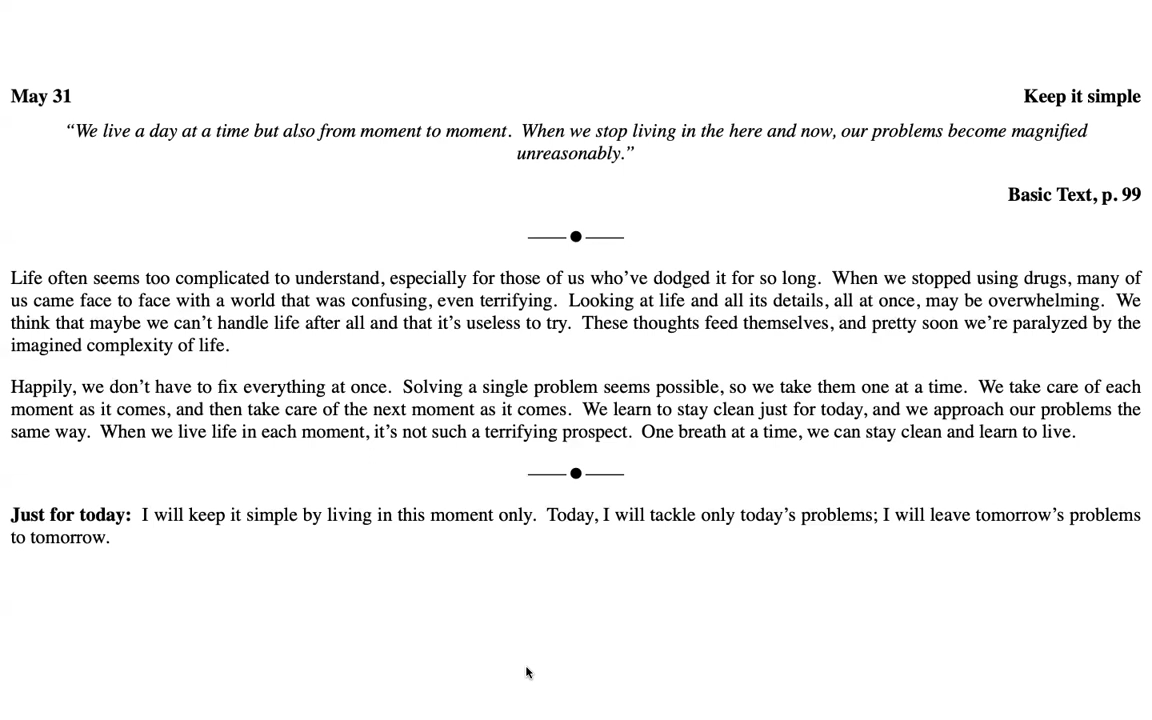 May 31
Keep it simple
“We live a day at a time but also from moment to moment.  When we stop living in the here and now, our problems become magnified
unreasonably.”
Basic Text, p. 99
Life often seems too complicated to understand, especially for those of us who’ve dodged it for so long.  When we stopped using drugs, many of
us came face to face with a world that was confusing, even terrifying.  Looking at life and all its details, all at once, may be overwhelming.  We
think that maybe we can’t handle life after all and that it’s useless to try.  These thoughts feed themselves, and pretty soon we’re paralyzed by the
imagined complexity of life.
Happily, we don’t have to fix everything at once.  Solving a single problem seems possible, so we take them one at a time.  We take care of each
moment as it comes, and then take care of the next moment as it comes.  We learn to stay clean just for today, and we approach our problems the
same way.  When we live life in each moment, it’s not such a terrifying prospect.  One breath at a time, we can stay clean and learn to live.
Just for today:  I will keep it simple by living in this moment only.  Today, I will tackle only today’s problems; I will leave tomorrow’s problems
to tomorrow.